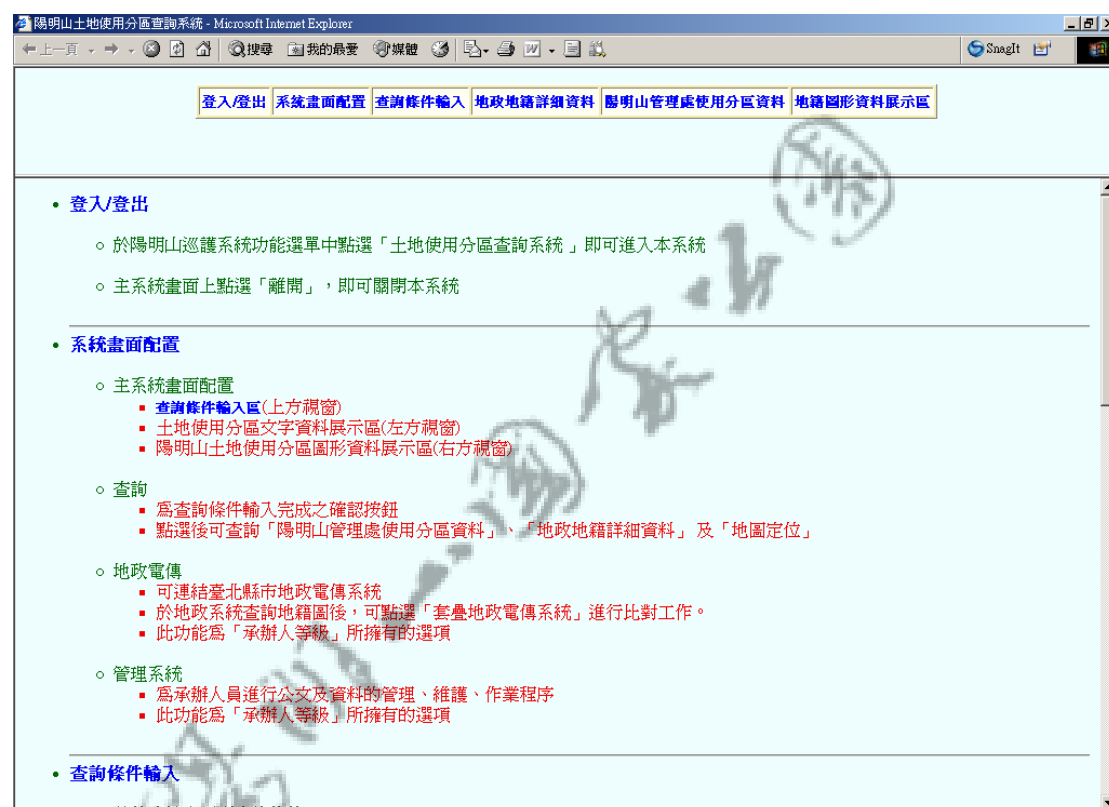 陽明山土地使用分區查詢系統 - Microsoft Internet Explorer
上一頁 搜尋 我的最愛 媒體 SnagIt
登入/登出 系統畫面配置 查詢條件輸入 地政地籍詳細資料 陽明山管理處使用分區資料 地籍圖形資料展示區
登入/登出
於陽明山巡護系統功能選單中點選「土地使用分區查詢系統 」即可進入本系統
主系統畫面上點選「離開」，即可關閉本系統
系統畫面配置
主系統畫面配置
查詢條件輸入區(上方視窗)
土地使用分區文字資料展示區(左方視窗)
陽明山土地使用分區圖形資料展示區(右方視窗)
查詢
為查詢條件輸入完成之確認按鈕
點選後可查詢「陽明山管理處使用分區資料」、「地政地籍詳細資料」 及「地圖定位」
地政電傳
可連結臺北縣市地政電傳系統
於地政系統查詢地籍圖後，可點選「套疊地政電傳系統」進行比對工作。
此功能為「承辦人等級」所擁有的選項
管理系統
為承辦人員進行公文及資料的管理、維護、作業程序
此功能為「承辦人等級」所擁有的選項
查詢條件輸入